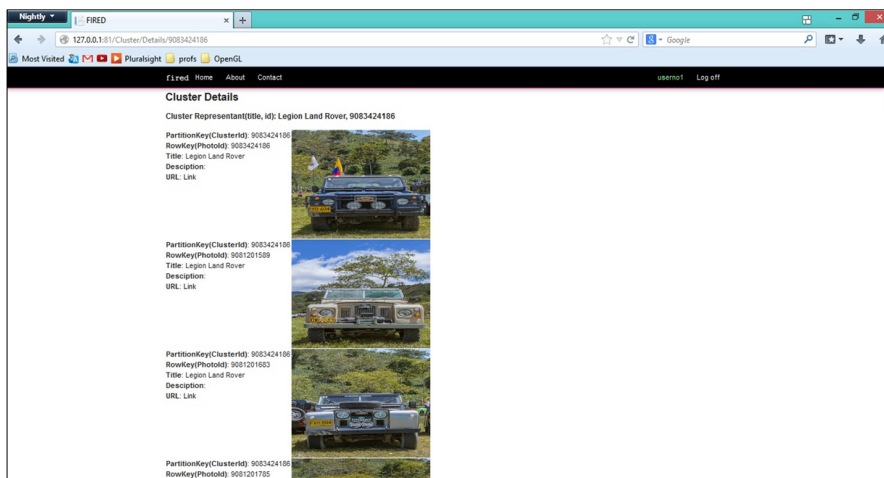 Nightly
FIRED
127.0.0.1:81/Cluster/Details/9083424186
Google
Most Visited
Pluralsight
profs
OpenGL
fired Home About Contact
userno1 Log off
Cluster Details
Cluster Representant(title, id): Legion Land Rover, 9083424186
PartitionKey(ClusterId): 9083424186
RowKey(PhotoId): 9083424186
Title: Legion Land Rover
Desciption:
URL: Link
PartitionKey(ClusterId): 9083424186
RowKey(PhotoId): 9081201589
Title: Legion Land Rover
Desciption:
URL: Link
PartitionKey(ClusterId): 9083424186
RowKey(PhotoId): 9081201683
Title: Legion Land Rover
Desciption:
URL: Link
PartitionKey(ClusterId): 9083424186
RowKey(PhotoId): 9081201785